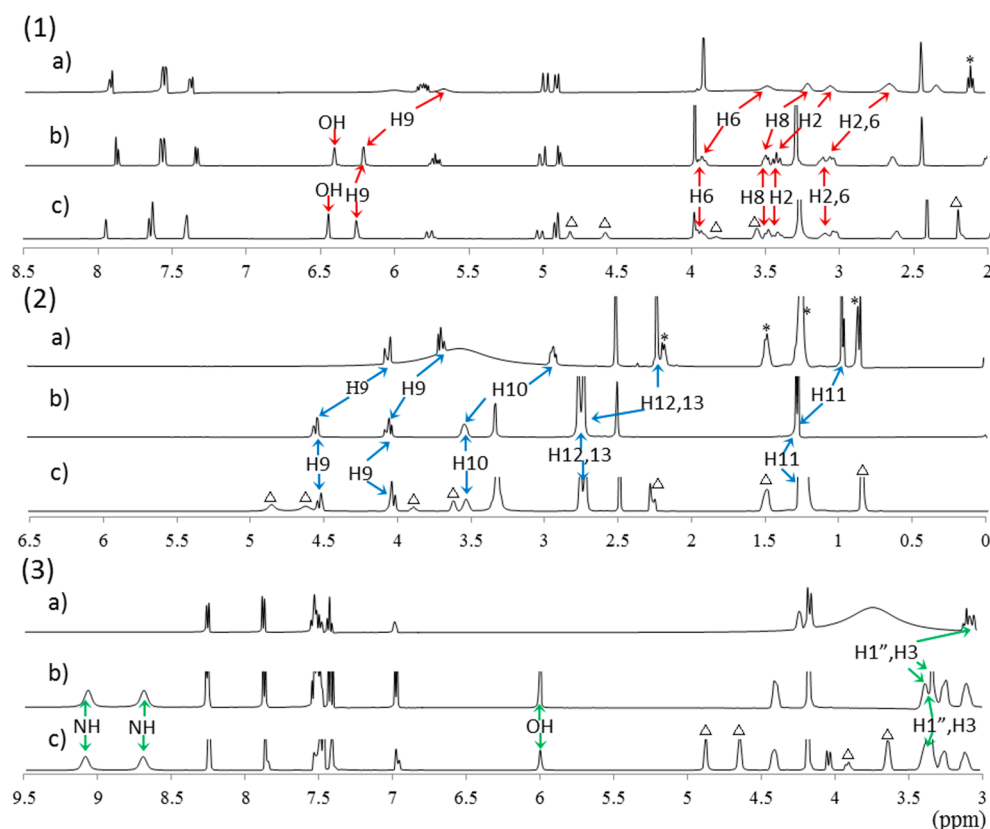 (1)
a)
*
H6 H8 H2 H2,6
OH H9
b)
OH H9 H6 H8 H2 H2,6
c)
△ △ △ △ △
8.5 8 7.5 7 6.5 6 5.5 5 4.5 4 3.5 3 2.5 2
(2)
a)
* * * *
H9 H9 H10 H12,13 H11
b)
H9 H9 H10 H12,13 H11
c)
△ △ △ △ △ △ △
6.5 6 5.5 5 4.5 4 3.5 3 2.5 2 1.5 1 0.5 0
(3)
a)
H1”,H3
b)
NH NH OH H1”,H3
c)
△ △ △ △
9.5 9 8.5 8 7.5 7 6.5 6 5.5 5 4.5 4 3.5 3
(ppm)